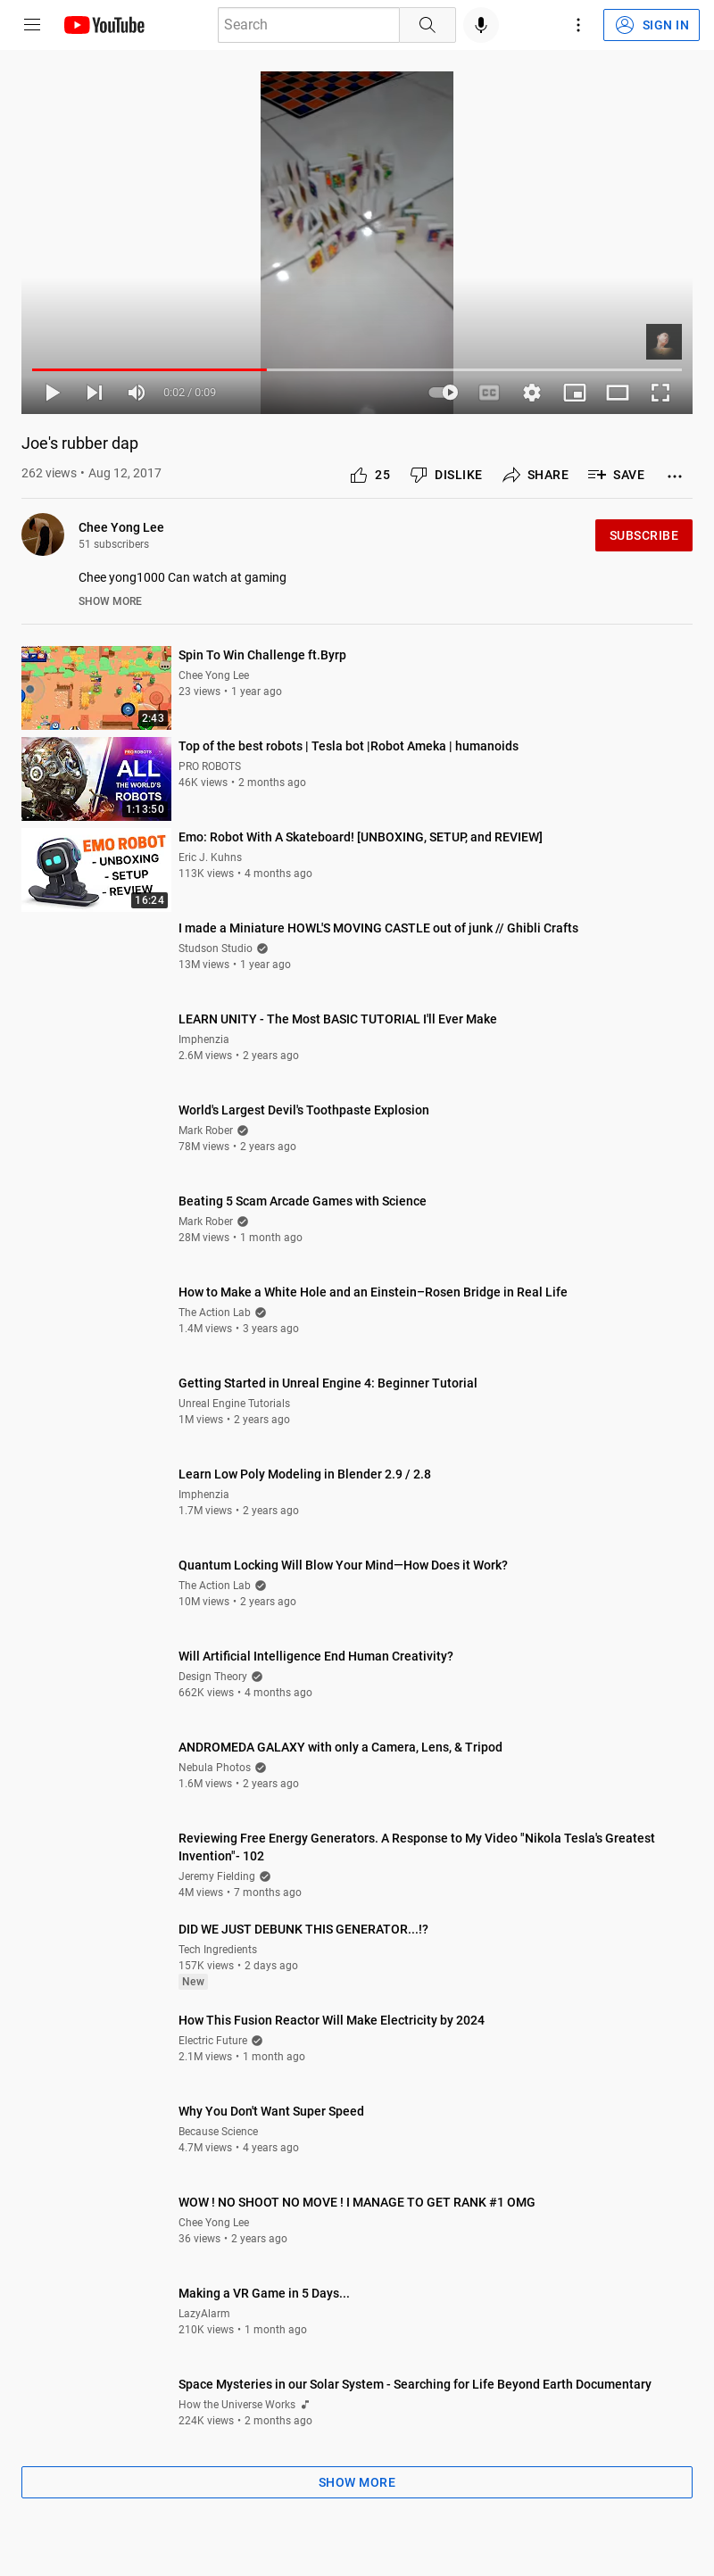 YouTube
Search
SIGN IN
0:02 / 0:09
CC
Joe's rubber dap
262 views • Aug 12, 2017
25
DISLIKE
SHARE
SAVE
Chee Yong Lee
51 subscribers
SUBSCRIBE
Chee yong1000 Can watch at gaming
SHOW MORE
2:43
Spin To Win Challenge ft.Byrp
Chee Yong Lee
23 views • 1 year ago
PRO ROBOTS
ALL
THE WORLD'S
ROBOTS
1:13:50
Top of the best robots | Tesla bot |Robot Ameka | humanoids
PRO ROBOTS
46K views • 2 months ago
EMO ROBOT
- UNBOXING
- SETUP
- REVIEW
16:24
Emo: Robot With A Skateboard! [UNBOXING, SETUP, and REVIEW]
Eric J. Kuhns
113K views • 4 months ago
I made a Miniature HOWL'S MOVING CASTLE out of junk // Ghibli Crafts
Studson Studio
13M views • 1 year ago
LEARN UNITY - The Most BASIC TUTORIAL I'll Ever Make
Imphenzia
2.6M views • 2 years ago
World's Largest Devil's Toothpaste Explosion
Mark Rober
78M views • 2 years ago
Beating 5 Scam Arcade Games with Science
Mark Rober
28M views • 1 month ago
How to Make a White Hole and an Einstein–Rosen Bridge in Real Life
The Action Lab
1.4M views • 3 years ago
Getting Started in Unreal Engine 4: Beginner Tutorial
Unreal Engine Tutorials
1M views • 2 years ago
Learn Low Poly Modeling in Blender 2.9 / 2.8
Imphenzia
1.7M views • 2 years ago
Quantum Locking Will Blow Your Mind—How Does it Work?
The Action Lab
10M views • 2 years ago
Will Artificial Intelligence End Human Creativity?
Design Theory
662K views • 4 months ago
ANDROMEDA GALAXY with only a Camera, Lens, & Tripod
Nebula Photos
1.6M views • 2 years ago
Reviewing Free Energy Generators. A Response to My Video "Nikola Tesla's Greatest
Invention"- 102
Jeremy Fielding
4M views • 7 months ago
DID WE JUST DEBUNK THIS GENERATOR...!?
Tech Ingredients
157K views • 2 days ago
New
How This Fusion Reactor Will Make Electricity by 2024
Electric Future
2.1M views • 1 month ago
Why You Don't Want Super Speed
Because Science
4.7M views • 4 years ago
WOW ! NO SHOOT NO MOVE ! I MANAGE TO GET RANK #1 OMG
Chee Yong Lee
36 views • 2 years ago
Making a VR Game in 5 Days...
LazyAlarm
210K views • 1 month ago
Space Mysteries in our Solar System - Searching for Life Beyond Earth Documentary
How the Universe Works
224K views • 2 months ago
SHOW MORE